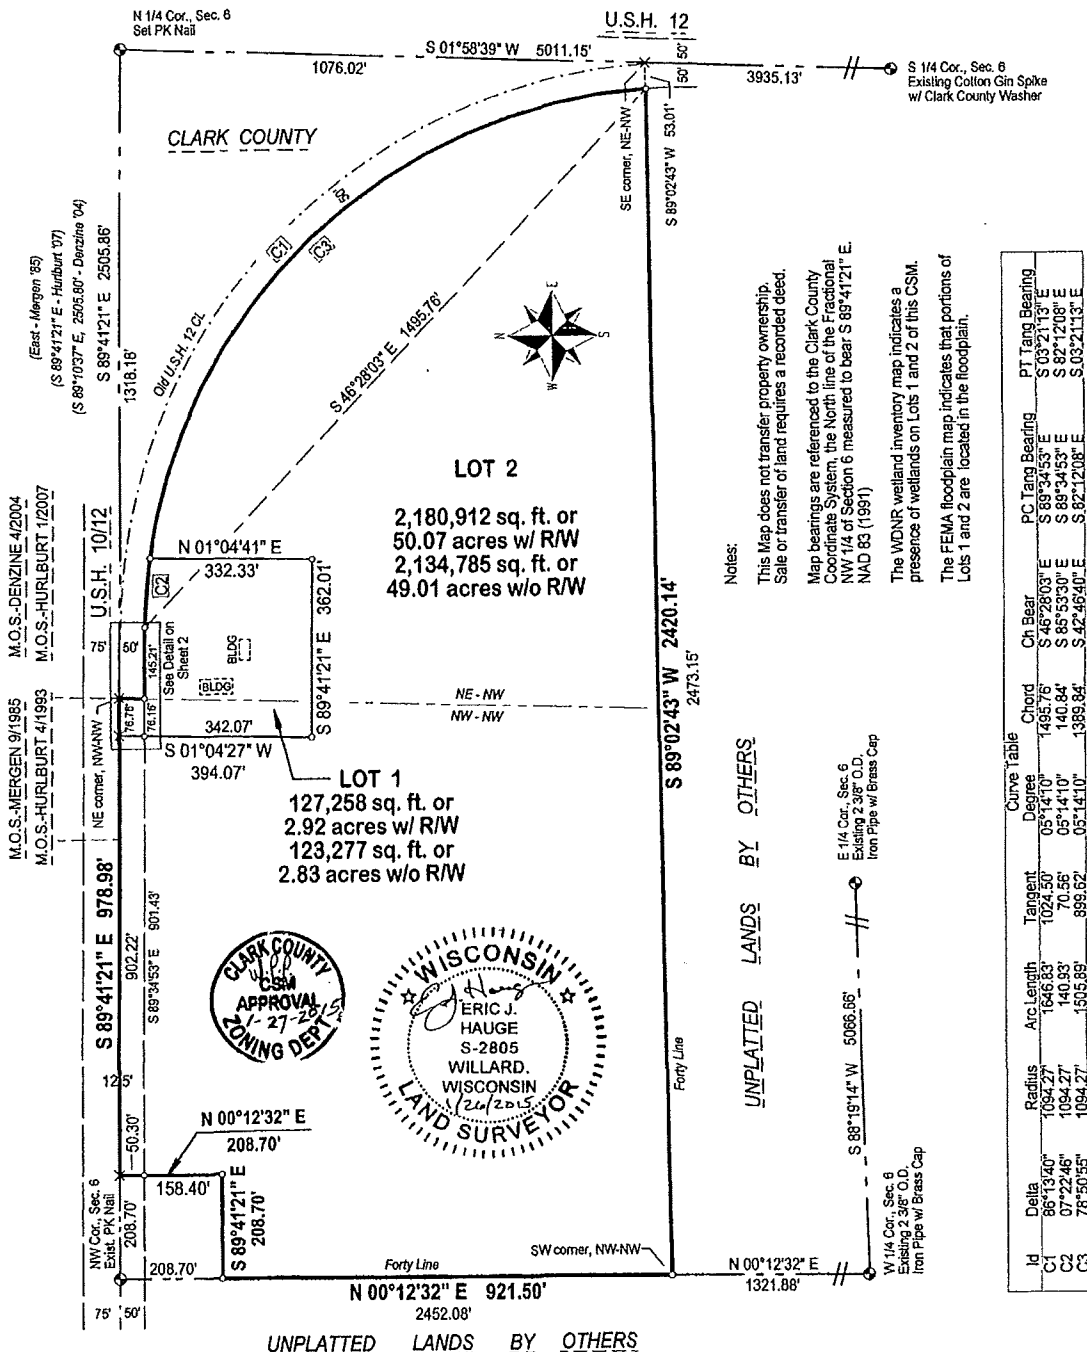 N 1/4 Cor., Sec. 6
Set PK Nail
U.S.H. 12
S 01°58'39" W 5011.15'
1076.02'
50'
50'
3935.13'
S 1/4 Cor., Sec. 6
Existing Cotton Gin Spike
w/ Clark County Washer
CLARK COUNTY
SE corner, NE-NW
S 89°02'43" W 53.01'
50'
C1
C3
Old U.S.H. 12 CL
S 46°28'03" E 1495.76'
(East - Mergen '85)
(S 89°41'21" E - Hurlburt '07)
(S 89°10'37" E, 2505.80' - Denzine '04)
S 89°41'21" E 2505.86'
1318.18'
N
E
S
W
LOT 2
2,180,912 sq. ft. or
50.07 acres w/ R/W
2,134,785 sq. ft. or
49.01 acres w/o R/W
Notes:
This Map does not transfer property ownership.
Sale or transfer of land requires a recorded deed.
Map bearings are referenced to the Clark County
Coordinate System, the North line of the Fractional
NW 1/4 of Section 6 measured to bear S 89°41'21" E.
NAD 83 (1991)
The WDNR wetland inventory map indicates a
presence of wetlands on Lots 1 and 2 of this CSM.
The FEMA floodplain map indicates that portions of
Lots 1 and 2 are located in the floodplain.
M.O.S.-DENZINE 4/2004
M.O.S.-HURLBURT 1/2007
U.S.H. 10/12
N 01°04'41" E
332.33'
C2
S 89°41'21" E 362.01'
75'
50'
145.21'
See Detail on
Sheet 2
BLDG
BLDG
NE - NW
NW - NW
76.76'
76.16'
342.07'
S 01°04'27" W
394.07'
M.O.S.-MERGEN 9/1985
M.O.S.-HURLBURT 4/1993
NE corner, NW-NW
LOT 1
127,258 sq. ft. or
2.92 acres w/ R/W
123,277 sq. ft. or
2.83 acres w/o R/W
S 89°02'43" W 2420.14'
2473.15'
S 89°41'21" E 978.98'
902.22'
S 89°34'53" E 901.43'
CLARK COUNTY
CSM
APPROVAL
1-27-2015
ZONING DEPT
WISCONSIN
ERIC J.
HAUGE
S-2805
WILLARD.
WISCONSIN
1/26/2015
LAND SURVEYOR
UNPLATTED LANDS BY OTHERS
E 1/4 Cor., Sec. 6
Existing 2 3/8" O.D.
Iron Pipe w/ Brass Cap
S 88°19'14" W 5066.66'
W 1/4 Cor., Sec. 6
Existing 2 3/8" O.D.
Iron Pipe w/ Brass Cap
Forty Line
125'
50.30'
N 00°12'32" E
208.70'
158.40'
S 89°41'21" E
208.70'
NW Cor., Sec. 6
Exist. PK Nail
208.70'
208.70'
75'
50'
Forty Line
SW corner, NW-NW
N 00°12'32" E 921.50'
2452.08'
N 00°12'32" E
1321.88'
UNPLATTED LANDS BY OTHERS
Curve Table
Id Delta Radius Arc Length Tangent Degree Chord Ch Bear PC Tang Bearing PT Tang Bearing
C1 86°13'40" 1094.27' 1646.83' 1024.50' 05°14'10" 1495.76' S 46°28'03" E S 89°34'53" E S 03°21'13" E
C2 07°22'46" 1094.27' 140.93' 70.56' 05°14'10" 140.84' S 85°53'30" E S 89°34'53" E S 82°12'08" E
C3 78°50'55" 1094.27' 1505.89' 899.62' 05°14'10" 1389.84' S 42°46'40" E S 82°12'08" E S 03°21'13" E